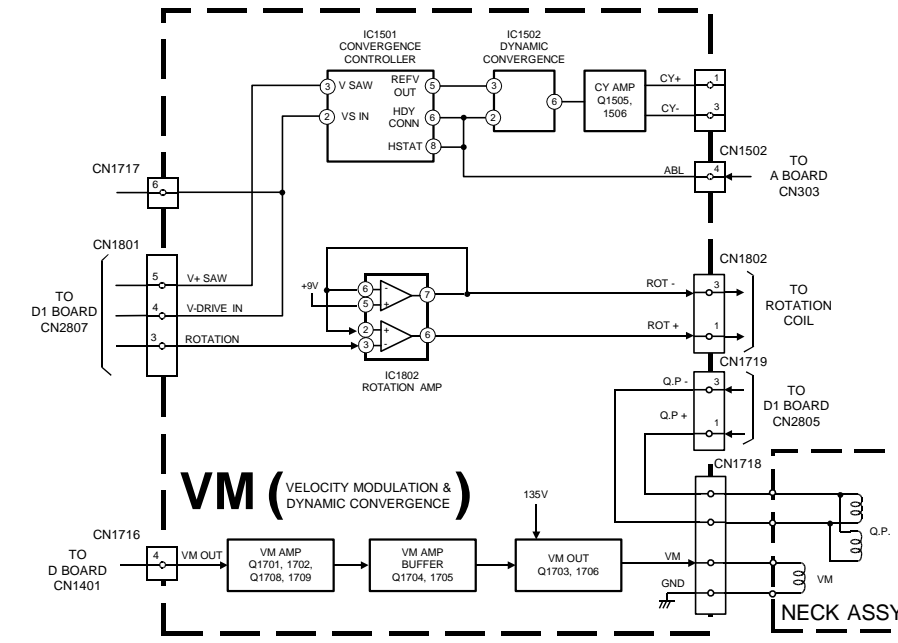 IC1501
CONVERGENCE
CONTROLLER
IC1502
DYNAMIC
CONVERGENCE
3 V SAW
REFV
OUT 5
2 VS IN
HDY
CONN 6
HSTAT 8
3
2
6
CY AMP
Q1505,
1506
CY+ 1
CY- 3
CN1502
ABL 4
TO
A BOARD
CN303
CN1717
6
CN1801
5 V+ SAW
4 V-DRIVE IN
3 ROTATION
TO
D1 BOARD
CN2807
+9V
6 -
5 +
7
2 +
3 -
6
IC1802
ROTATION AMP
CN1802
ROT - 3
ROT + 1
TO
ROTATION
COIL
CN1719
Q.P - 3
Q.P + 1
TO
D1 BOARD
CN2805
CN1718
VM (VELOCITY MODULATION &
DYNAMIC CONVERGENCE)
135V
CN1716
TO
D BOARD
CN1401
4 VM OUT
VM AMP
Q1701, 1702,
Q1708, 1709
VM AMP
BUFFER
Q1704, 1705
VM OUT
Q1703, 1706
VM
GND
Q.P.
VM
NECK ASSY